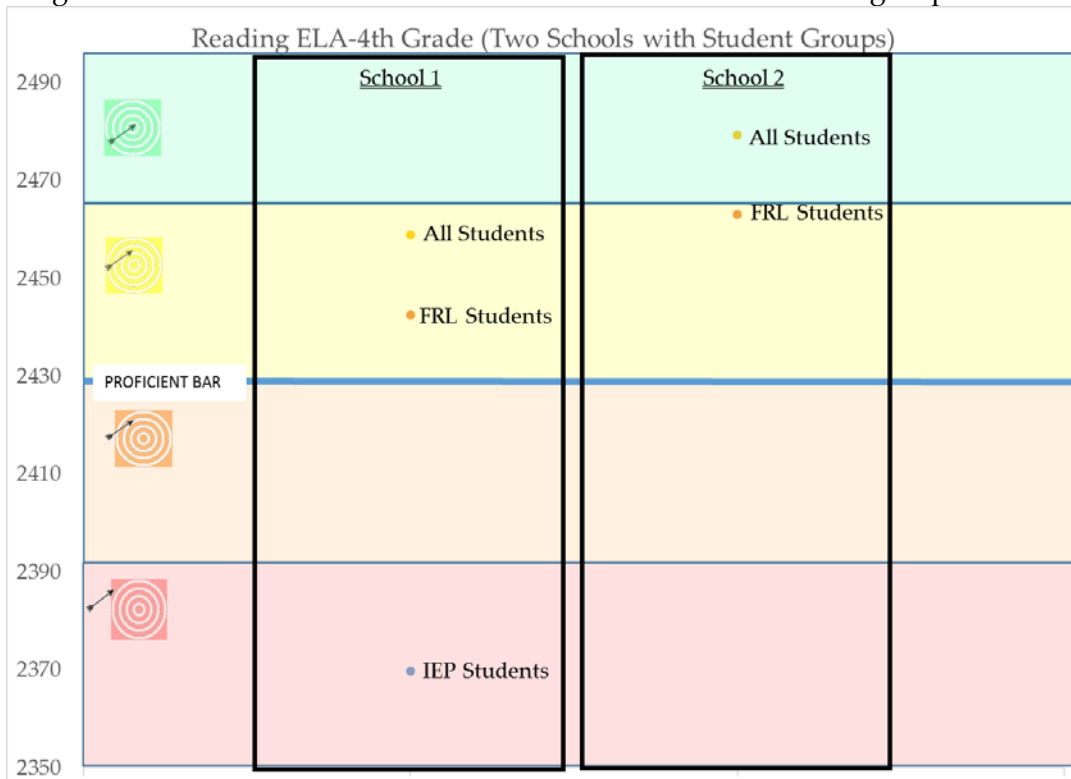 Reading ELA-4th Grade (Two Schools with Student Groups)
2490
School 1
School 2
All Students
2470
FRL Students
All Students
2450
FRL Students
2430
PROFICIENT BAR
2410
2390
2370
IEP Students
2350